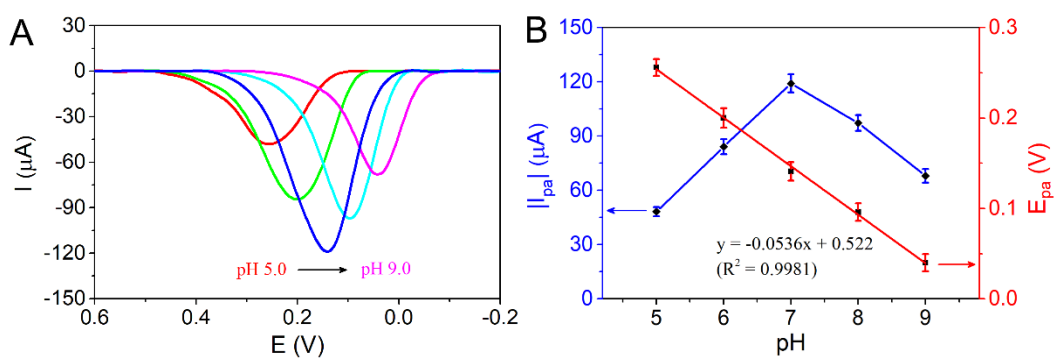 A
30
0
-30
-60
-90
-120
-150
I (μA)
pH 5.0
pH 9.0
0.6
0.4
0.2
0.0
-0.2
E (V)
B
150
120
90
60
30
0
|Ipa| (μA)
y = -0.0536x + 0.522
(R² = 0.9981)
5
6
7
8
9
pH
0.3
0.2
0.1
0.0
Epa (V)